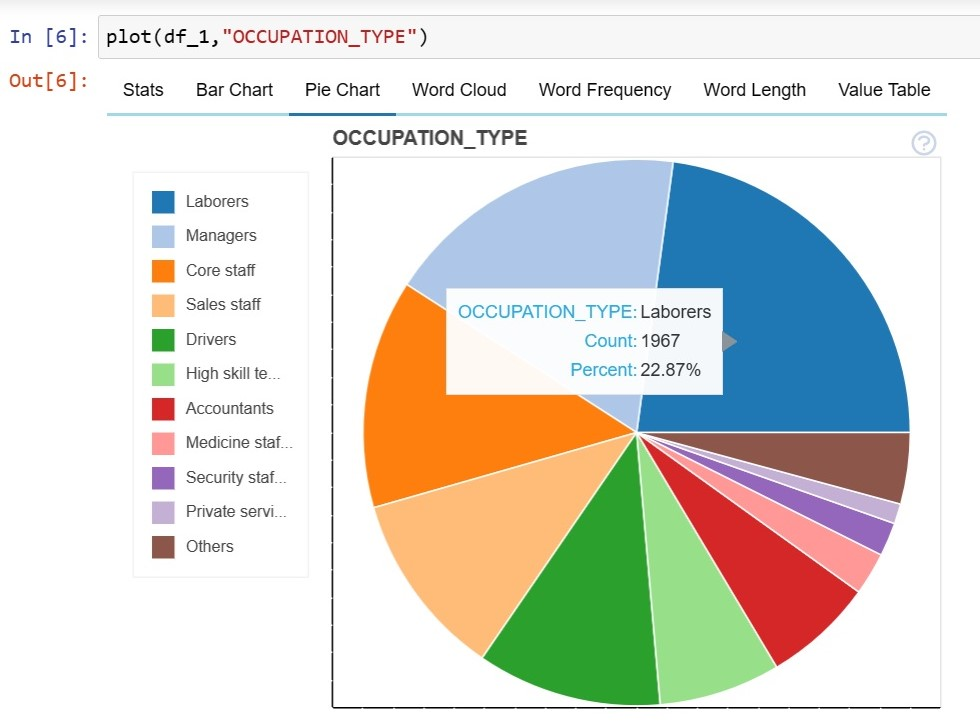 In [6]: plot(df_1,"OCCUPATION_TYPE")
Out[6]:
Stats Bar Chart Pie Chart Word Cloud Word Frequency Word Length Value Table
OCCUPATION_TYPE
?
Laborers
Managers
Core staff
Sales staff
Drivers
High skill te...
Accountants
Medicine staf...
Security staf...
Private servi...
Others
OCCUPATION_TYPE: Laborers
Count: 1967
Percent: 22.87%